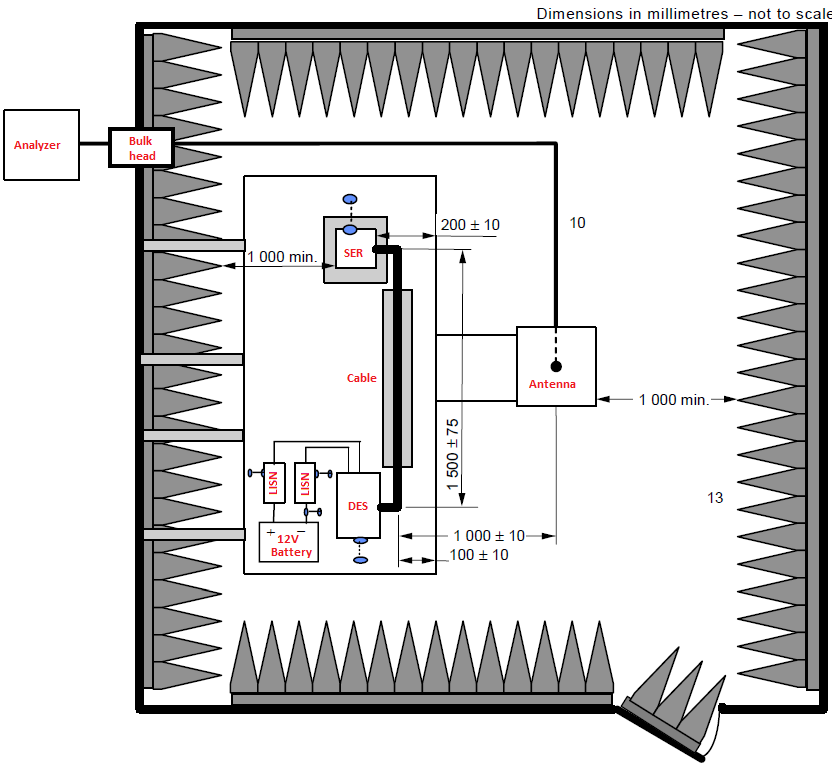 Dimensions in millimetres – not to scale
Analyzer
Bulk
head
10
200 ± 10
SER
1 000 min.
Cable
Antenna
1 000 min.
1 500 ± 75
LISN
LISN
DES
13
+
–
12V
Battery
1 000 ± 10
100 ± 10